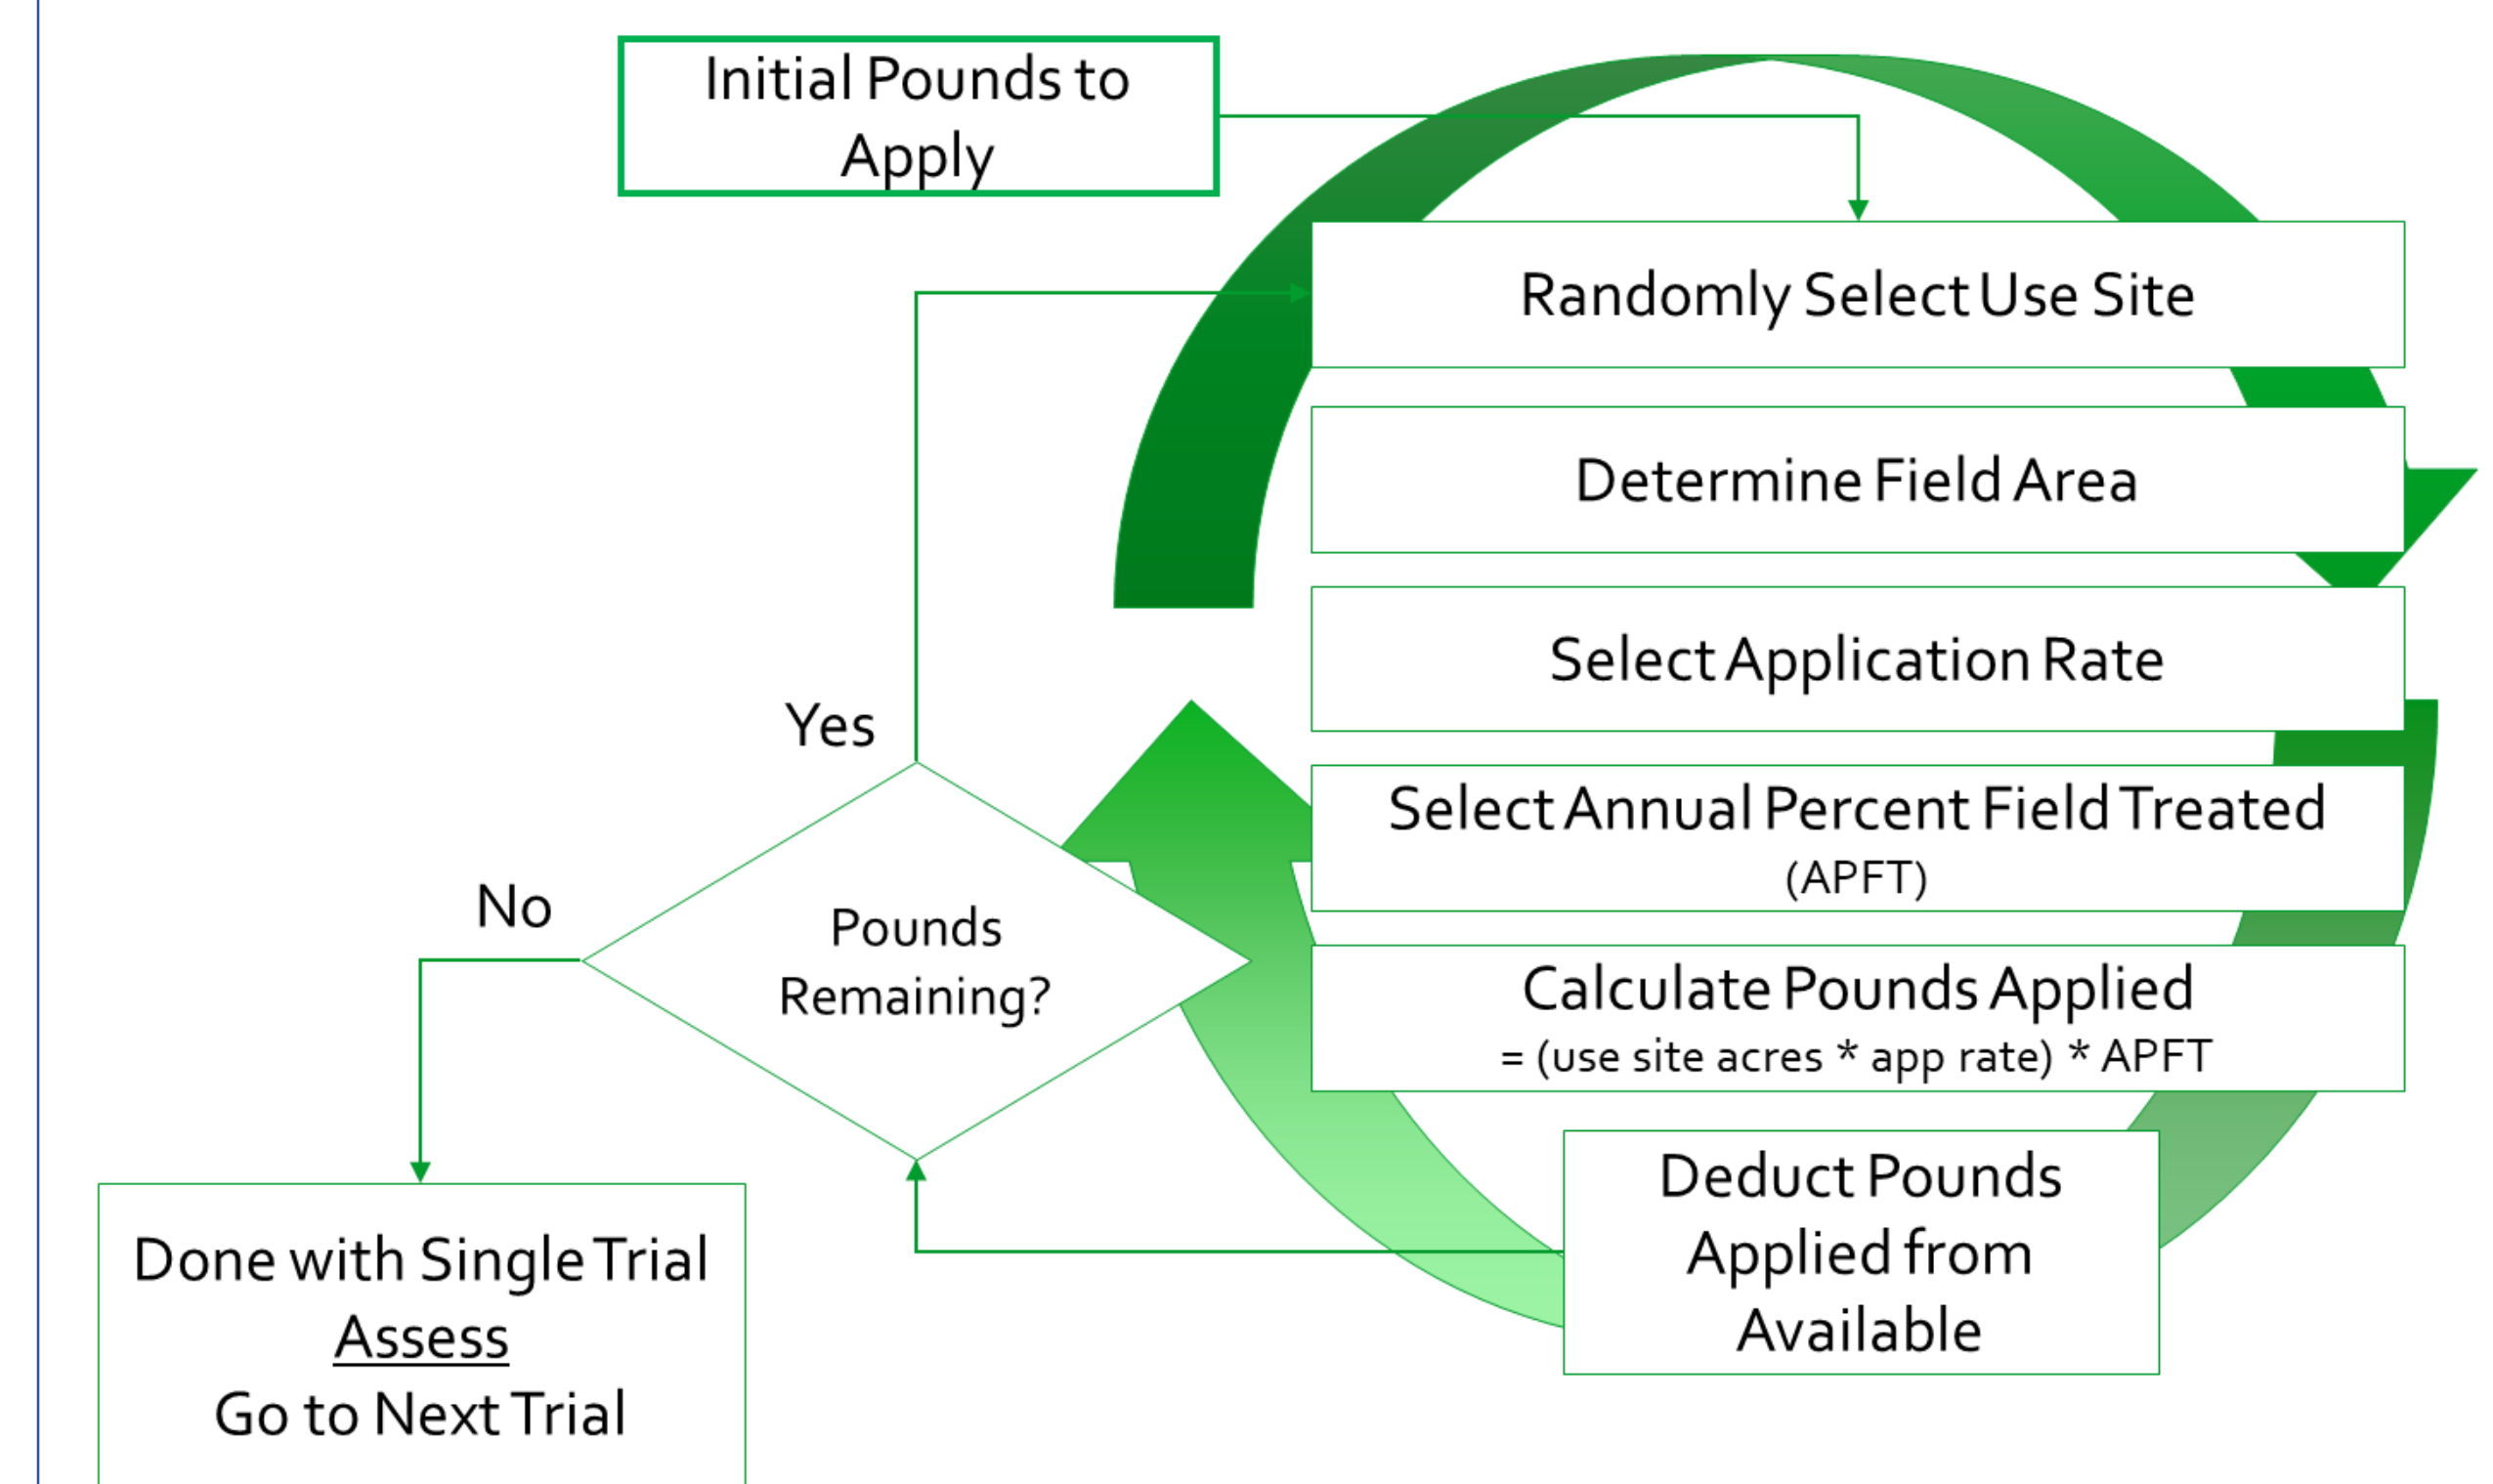 Initial Pounds to
Apply
Randomly Select Use Site
Determine Field Area
Select Application Rate
Select Annual Percent Field Treated
(APFT)
Calculate Pounds Applied
= (use site acres * app rate) * APFT
Deduct Pounds
Applied from
Available
Pounds
Remaining?
Yes
No
Done with Single Trial
Assess
Go to Next Trial